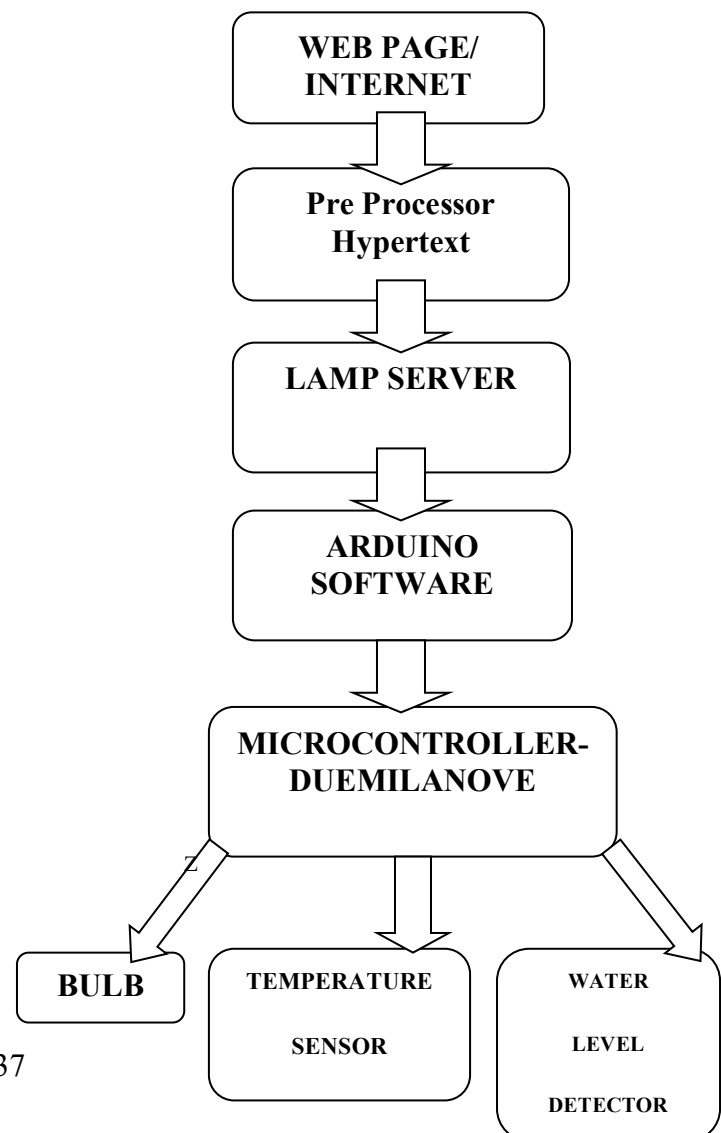 WEB PAGE/
INTERNET
Pre Processor
Hypertext
LAMP SERVER
ARDUINO
SOFTWARE
MICROCONTROLLER-
DUEMILANOVE
Z
BULB
TEMPERATURE
SENSOR
WATER
LEVEL
DETECTOR
37